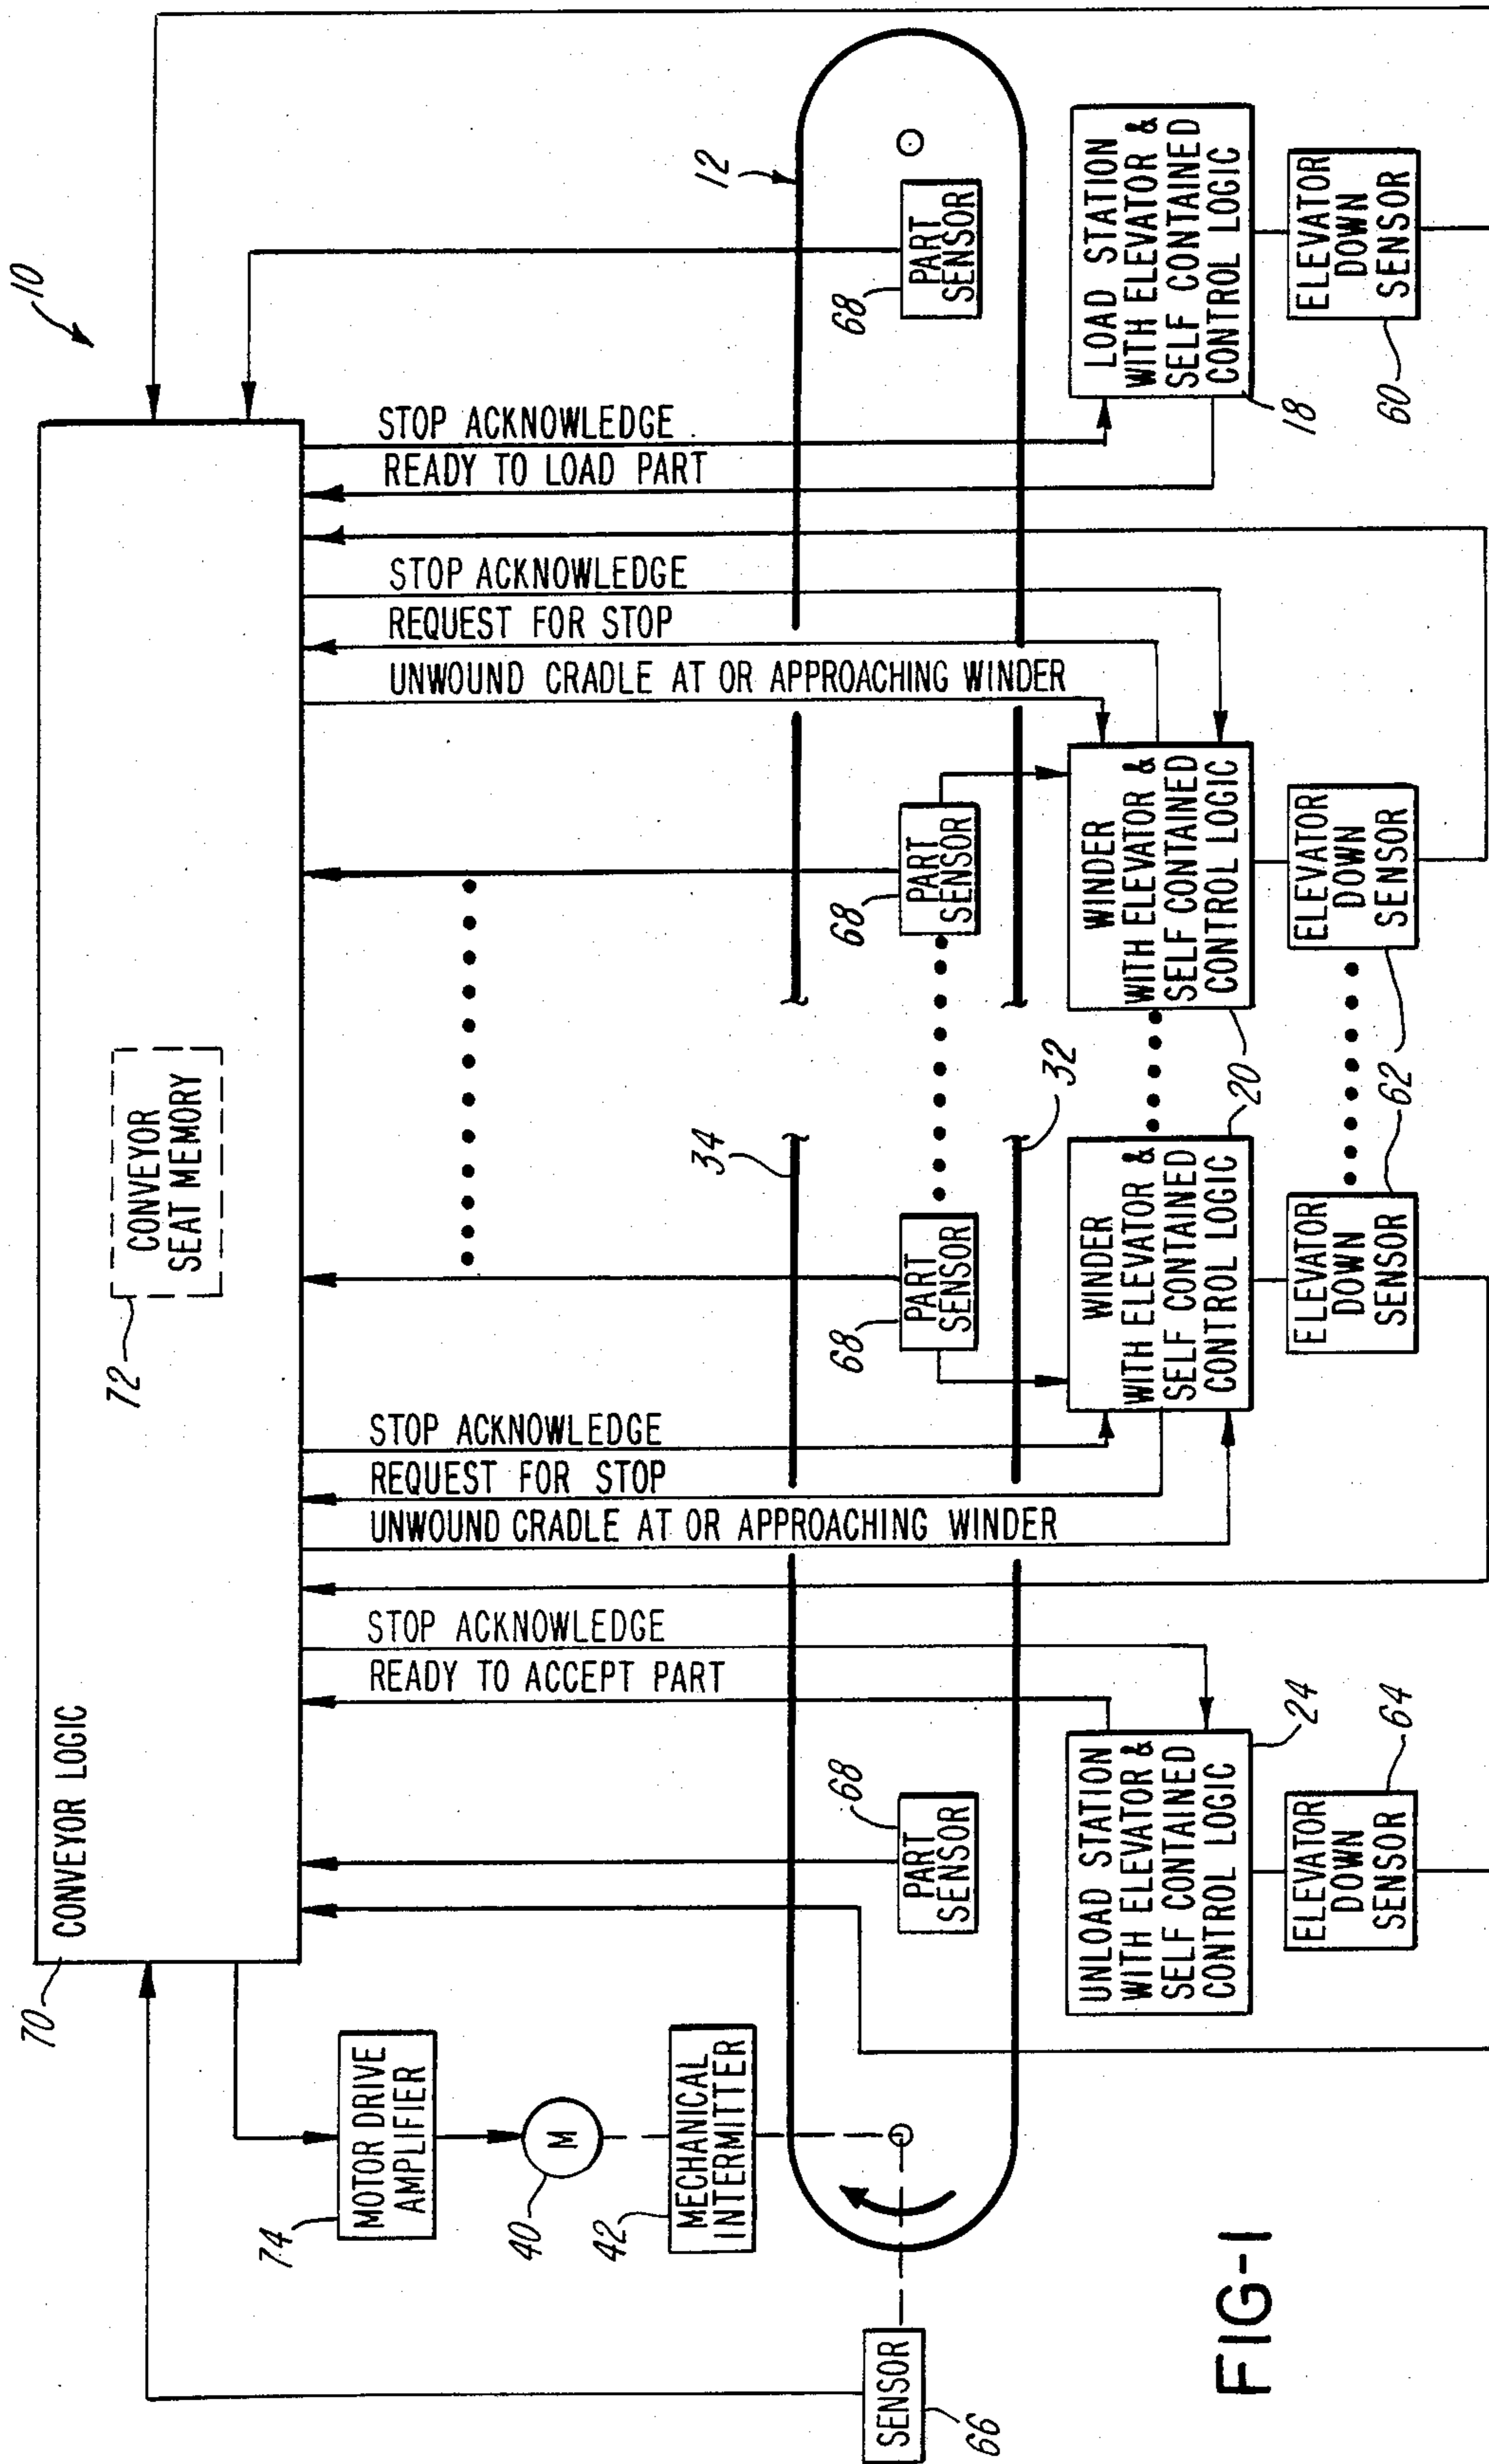 10
70
CONVEYOR LOGIC
72
CONVEYOR
SEAT MEMORY
74
MOTOR DRIVE
AMPLIFIER
40
M
42
MECHANICAL
INTERMITTER
SENSOR
66
STOP ACKNOWLEDGE
READY TO ACCEPT PART
STOP ACKNOWLEDGE
REQUEST FOR STOP
UNWOUND CRADLE AT OR APPROACHING WINDER
STOP ACKNOWLEDGE
REQUEST FOR STOP
UNWOUND CRADLE AT OR APPROACHING WINDER
STOP ACKNOWLEDGE
READY TO LOAD PART
34
12
32
68
PART
SENSOR
68
PART
SENSOR
68
PART
SENSOR
68
PART
SENSOR
UNLOAD STATION
WITH ELEVATOR &
SELF CONTAINED
CONTROL LOGIC
24
WINDER
WITH ELEVATOR &
SELF CONTAINED
CONTROL LOGIC
20
WINDER
WITH ELEVATOR &
SELF CONTAINED
CONTROL LOGIC
LOAD STATION
WITH ELEVATOR &
SELF CONTAINED
CONTROL LOGIC
18
ELEVATOR
DOWN
SENSOR
64
ELEVATOR
DOWN
SENSOR
62
ELEVATOR
DOWN
SENSOR
ELEVATOR
DOWN
SENSOR
60
FIG-1